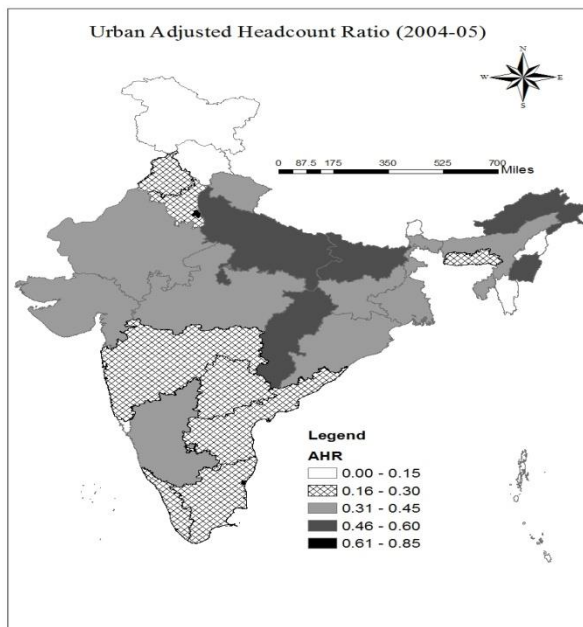 Urban Adjusted Headcount Ratio (2004-05)
N
W E
S
0 87.5 175 350 525 700
Miles
Legend
AHR
0.00 - 0.15
0.16 - 0.30
0.31 - 0.45
0.46 - 0.60
0.61 - 0.85